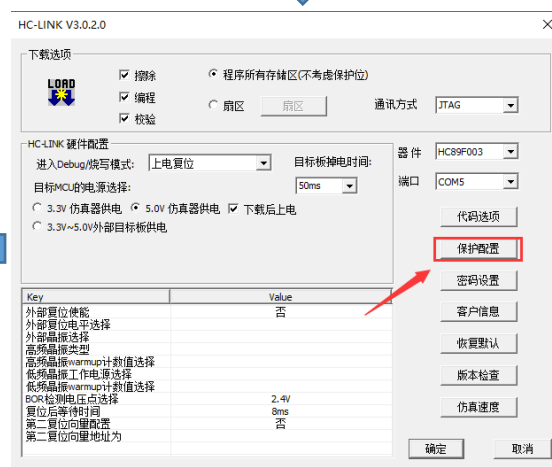 HC-LINK V3.0.2.0
下载选项
LOAD
擦除
编程
校验
程序所有存储区(不考虑保护位)
扇区
扇区
通讯方式
JTAG
HC-LINK 硬件配置
进入Debug/烧写模式:
上电复位
目标板掉电时间:
50ms
目标MCU的电源选择:
3.3V 仿真器供电
5.0V 仿真器供电
下载后上电
3.3V~5.0V外部目标板供电
器件
HC89F003
端口
COM5
代码选项
保护配置
密码设置
客户信息
恢复默认
版本检查
仿真速度
Key Value
外部复位使能 否
外部复位电平选择
外部晶振选择
高频晶振类型
高频晶振warmup计数值选择
低频晶振工作电源选择
低频晶振warmup计数值选择
BOR检测电压点选择 2.4V
复位后等待时间 8ms
第二复位向量配置 否
第二复位向量地址为
确定
取消